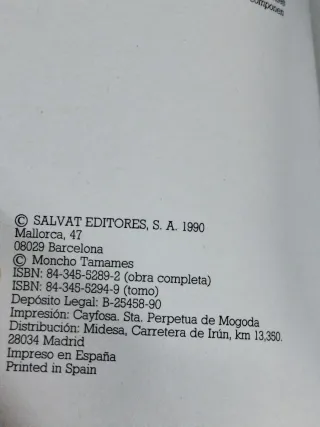 componen
© SALVAT EDITORES, S. A. 1990
Mallorca, 47
08029 Barcelona
© Moncho Tamames
ISBN: 84-345-5289-2 (obra completa)
ISBN: 84-345-5294-9 (tomo)
Depósito Legal: B-25458-90
Impresión: Cayfosa. Sta. Perpetua de Mogoda
Distribución: Midesa, Carretera de Irún, km 13,350.
28034 Madrid
Impreso en España
Printed in Spain